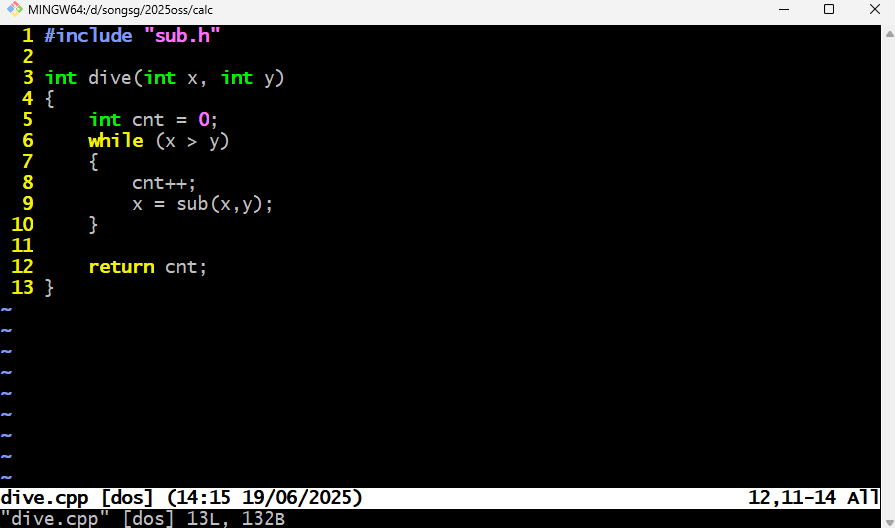 MINGW64:/d/songsg/2025oss/calc
1 #include "sub.h"
2
3 int dive(int x, int y)
4 {
5     int cnt = 0;
6     while (x > y)
7     {
8         cnt++;
9         x = sub(x,y);
10     }
11
12     return cnt;
13 }
~
~
~
~
~
~
~
~
~
dive.cpp [dos] (14:15 19/06/2025) 12,11-14 All
"dive.cpp" [dos] 13L, 132B